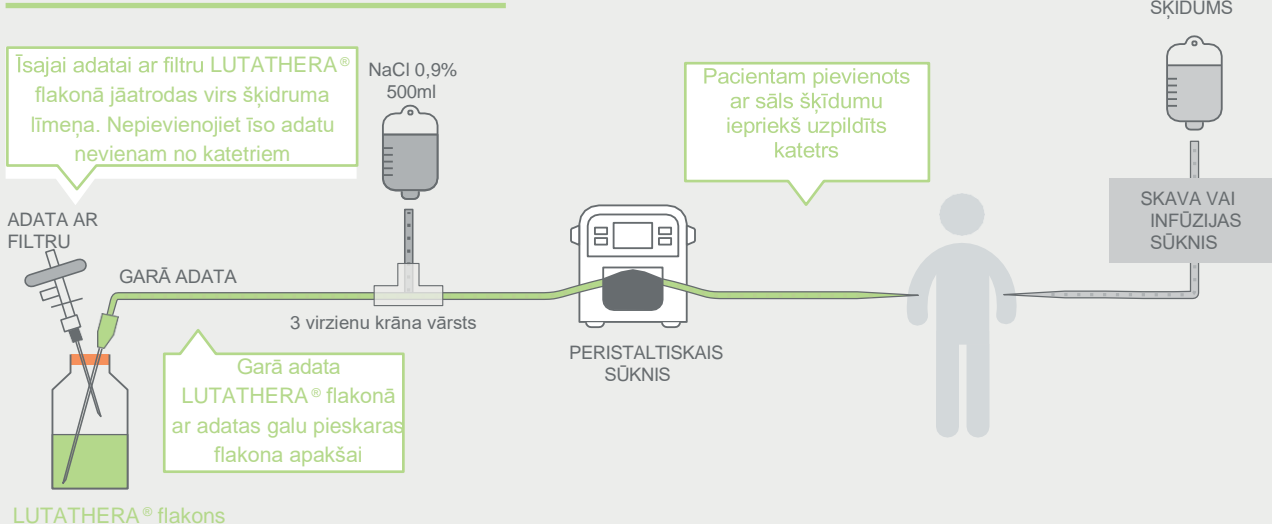 ŠĶĪDUMS
Īsajai adatai ar filtru LUTATHERA®
flakonā jāatrodas virs šķidruma
līmeņa. Nepievienojiet īso adatu
nevienam no katetriem
NaCl 0,9%
500ml
Pacientam pievienots
ar sāls šķīdumu
iepriekš uzpildīts
katetrs
SKAVA VAI
INFŪZIJAS
SŪKNIS
ADATA AR
FILTRU
GARĀ ADATA
3 virzienu krāna vārsts
PERISTALTISKAIS
SŪKNIS
Garā adata
LUTATHERA® flakonā
ar adatas galu pieskaras
flakona apakšai
LUTATHERA® flakons